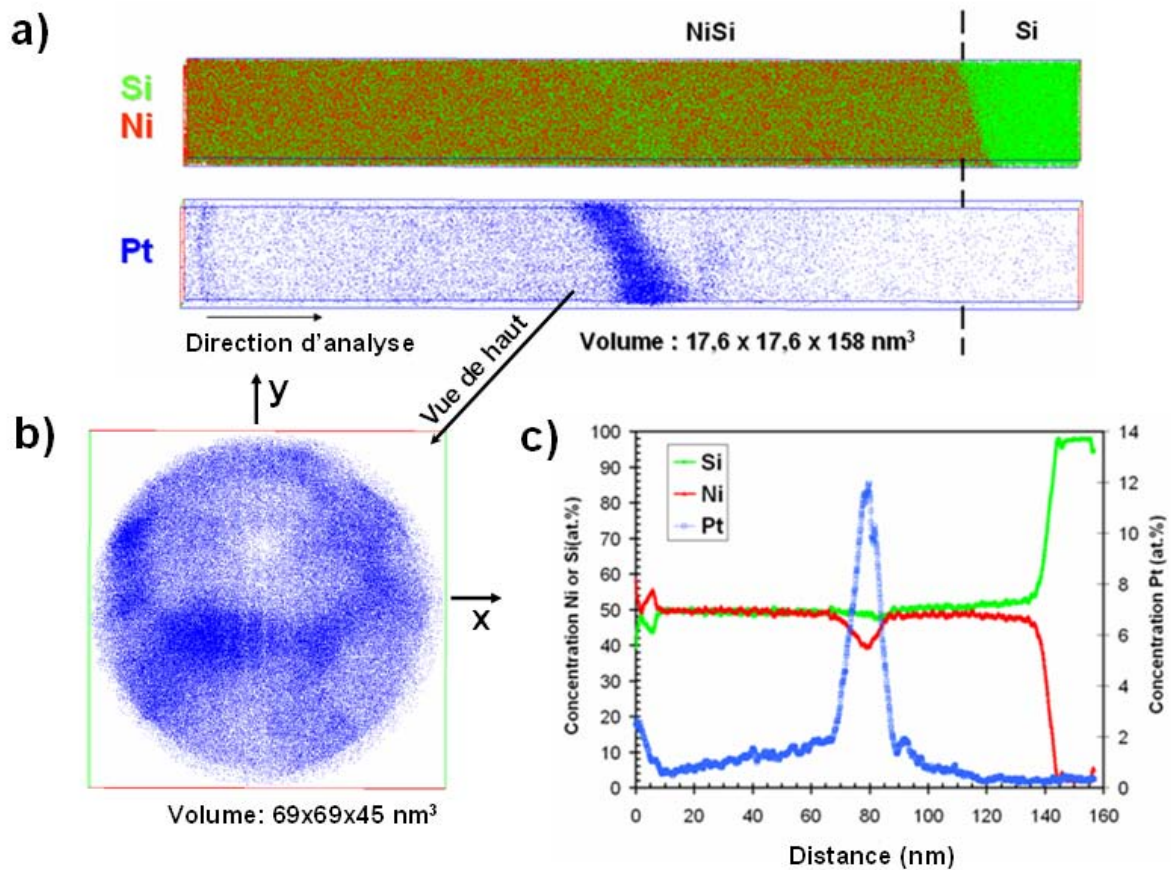 a)
NiSi
Si
Si
Ni
Pt
Direction d'analyse
Volume : 17,6 x 17,6 x 158 nm³
Vue de haut
b)
y
x
Volume: 69x69x45 nm³
c)
Concentration Ni or Si(at.%)
100
90
80
70
60
50
40
30
20
10
0
Si
Ni
Pt
14
12
10
8
6
4
2
0
Concentration Pt (at.%)
0 20 40 60 80 100 120 140 160
Distance (nm)